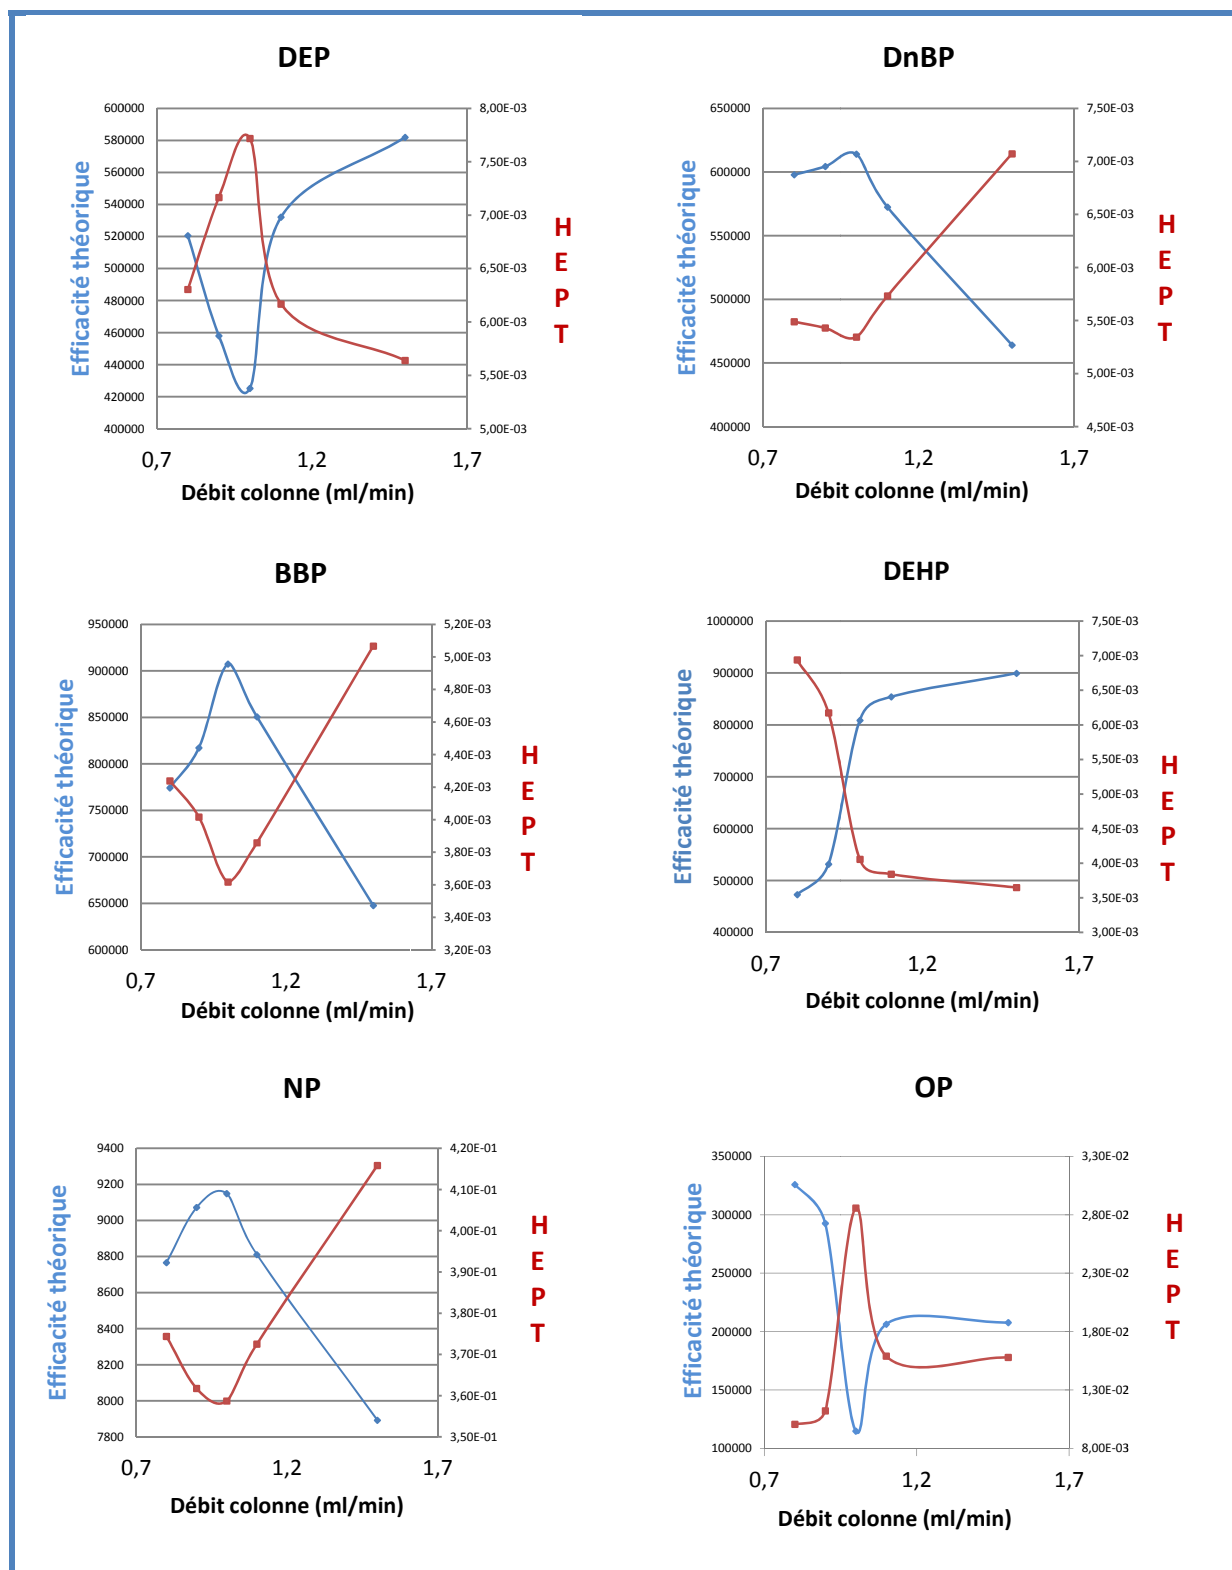 DEP
Efficacité théorique
600000
580000
560000
540000
520000
500000
480000
460000
440000
420000
400000
8,00E-03
7,50E-03
7,00E-03
6,50E-03
6,00E-03
5,50E-03
5,00E-03
H
E
P
T
0,7 1,2 1,7
Débit colonne (ml/min)
DnBP
Efficacité théorique
650000
600000
550000
500000
450000
400000
7,50E-03
7,00E-03
6,50E-03
6,00E-03
5,50E-03
5,00E-03
4,50E-03
H
E
P
T
0,7 1,2 1,7
Débit colonne (ml/min)
BBP
Efficacité théorique
950000
900000
850000
800000
750000
700000
650000
600000
5,20E-03
5,00E-03
4,80E-03
4,60E-03
4,40E-03
4,20E-03
4,00E-03
3,80E-03
3,60E-03
3,40E-03
3,20E-03
H
E
P
T
0,7 1,2 1,7
Débit colonne (ml/min)
DEHP
Efficacité théorique
1000000
900000
800000
700000
600000
500000
400000
7,50E-03
7,00E-03
6,50E-03
6,00E-03
5,50E-03
5,00E-03
4,50E-03
4,00E-03
3,50E-03
3,00E-03
H
E
P
T
0,7 1,2 1,7
Débit colonne (ml/min)
NP
Efficacité théorique
9400
9200
9000
8800
8600
8400
8200
8000
7800
4,20E-01
4,10E-01
4,00E-01
3,90E-01
3,80E-01
3,70E-01
3,60E-01
3,50E-01
H
E
P
T
0,7 1,2 1,7
Débit colonne (ml/min)
OP
Efficacité théorique
350000
300000
250000
200000
150000
100000
3,30E-02
2,80E-02
2,30E-02
1,80E-02
1,30E-02
8,00E-03
H
E
P
T
0,7 1,2 1,7
Débit colonne (ml/min)